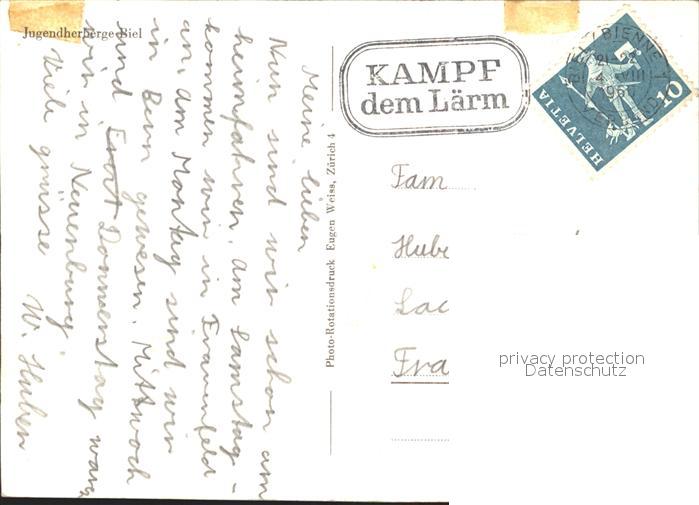 Jugendherberge Biel
Meine lieben
Nun sind wir schon am
heimfahren. Am Samstag-
kommen wir in Frauenfeld
an. Am Montag sind wir
in Bern gewesen. Mittwoch
und Donnerstag waren
wir in Neuenburg.
Viele grüsse W. Huber
Photo-Rotationsdruck Eugen Weiss, Zürich 4
KAMPF
dem Lärm
BIENNE 1
HELVETIA
10
Fam
Hube
Fra
privacy protection
Datenschutz